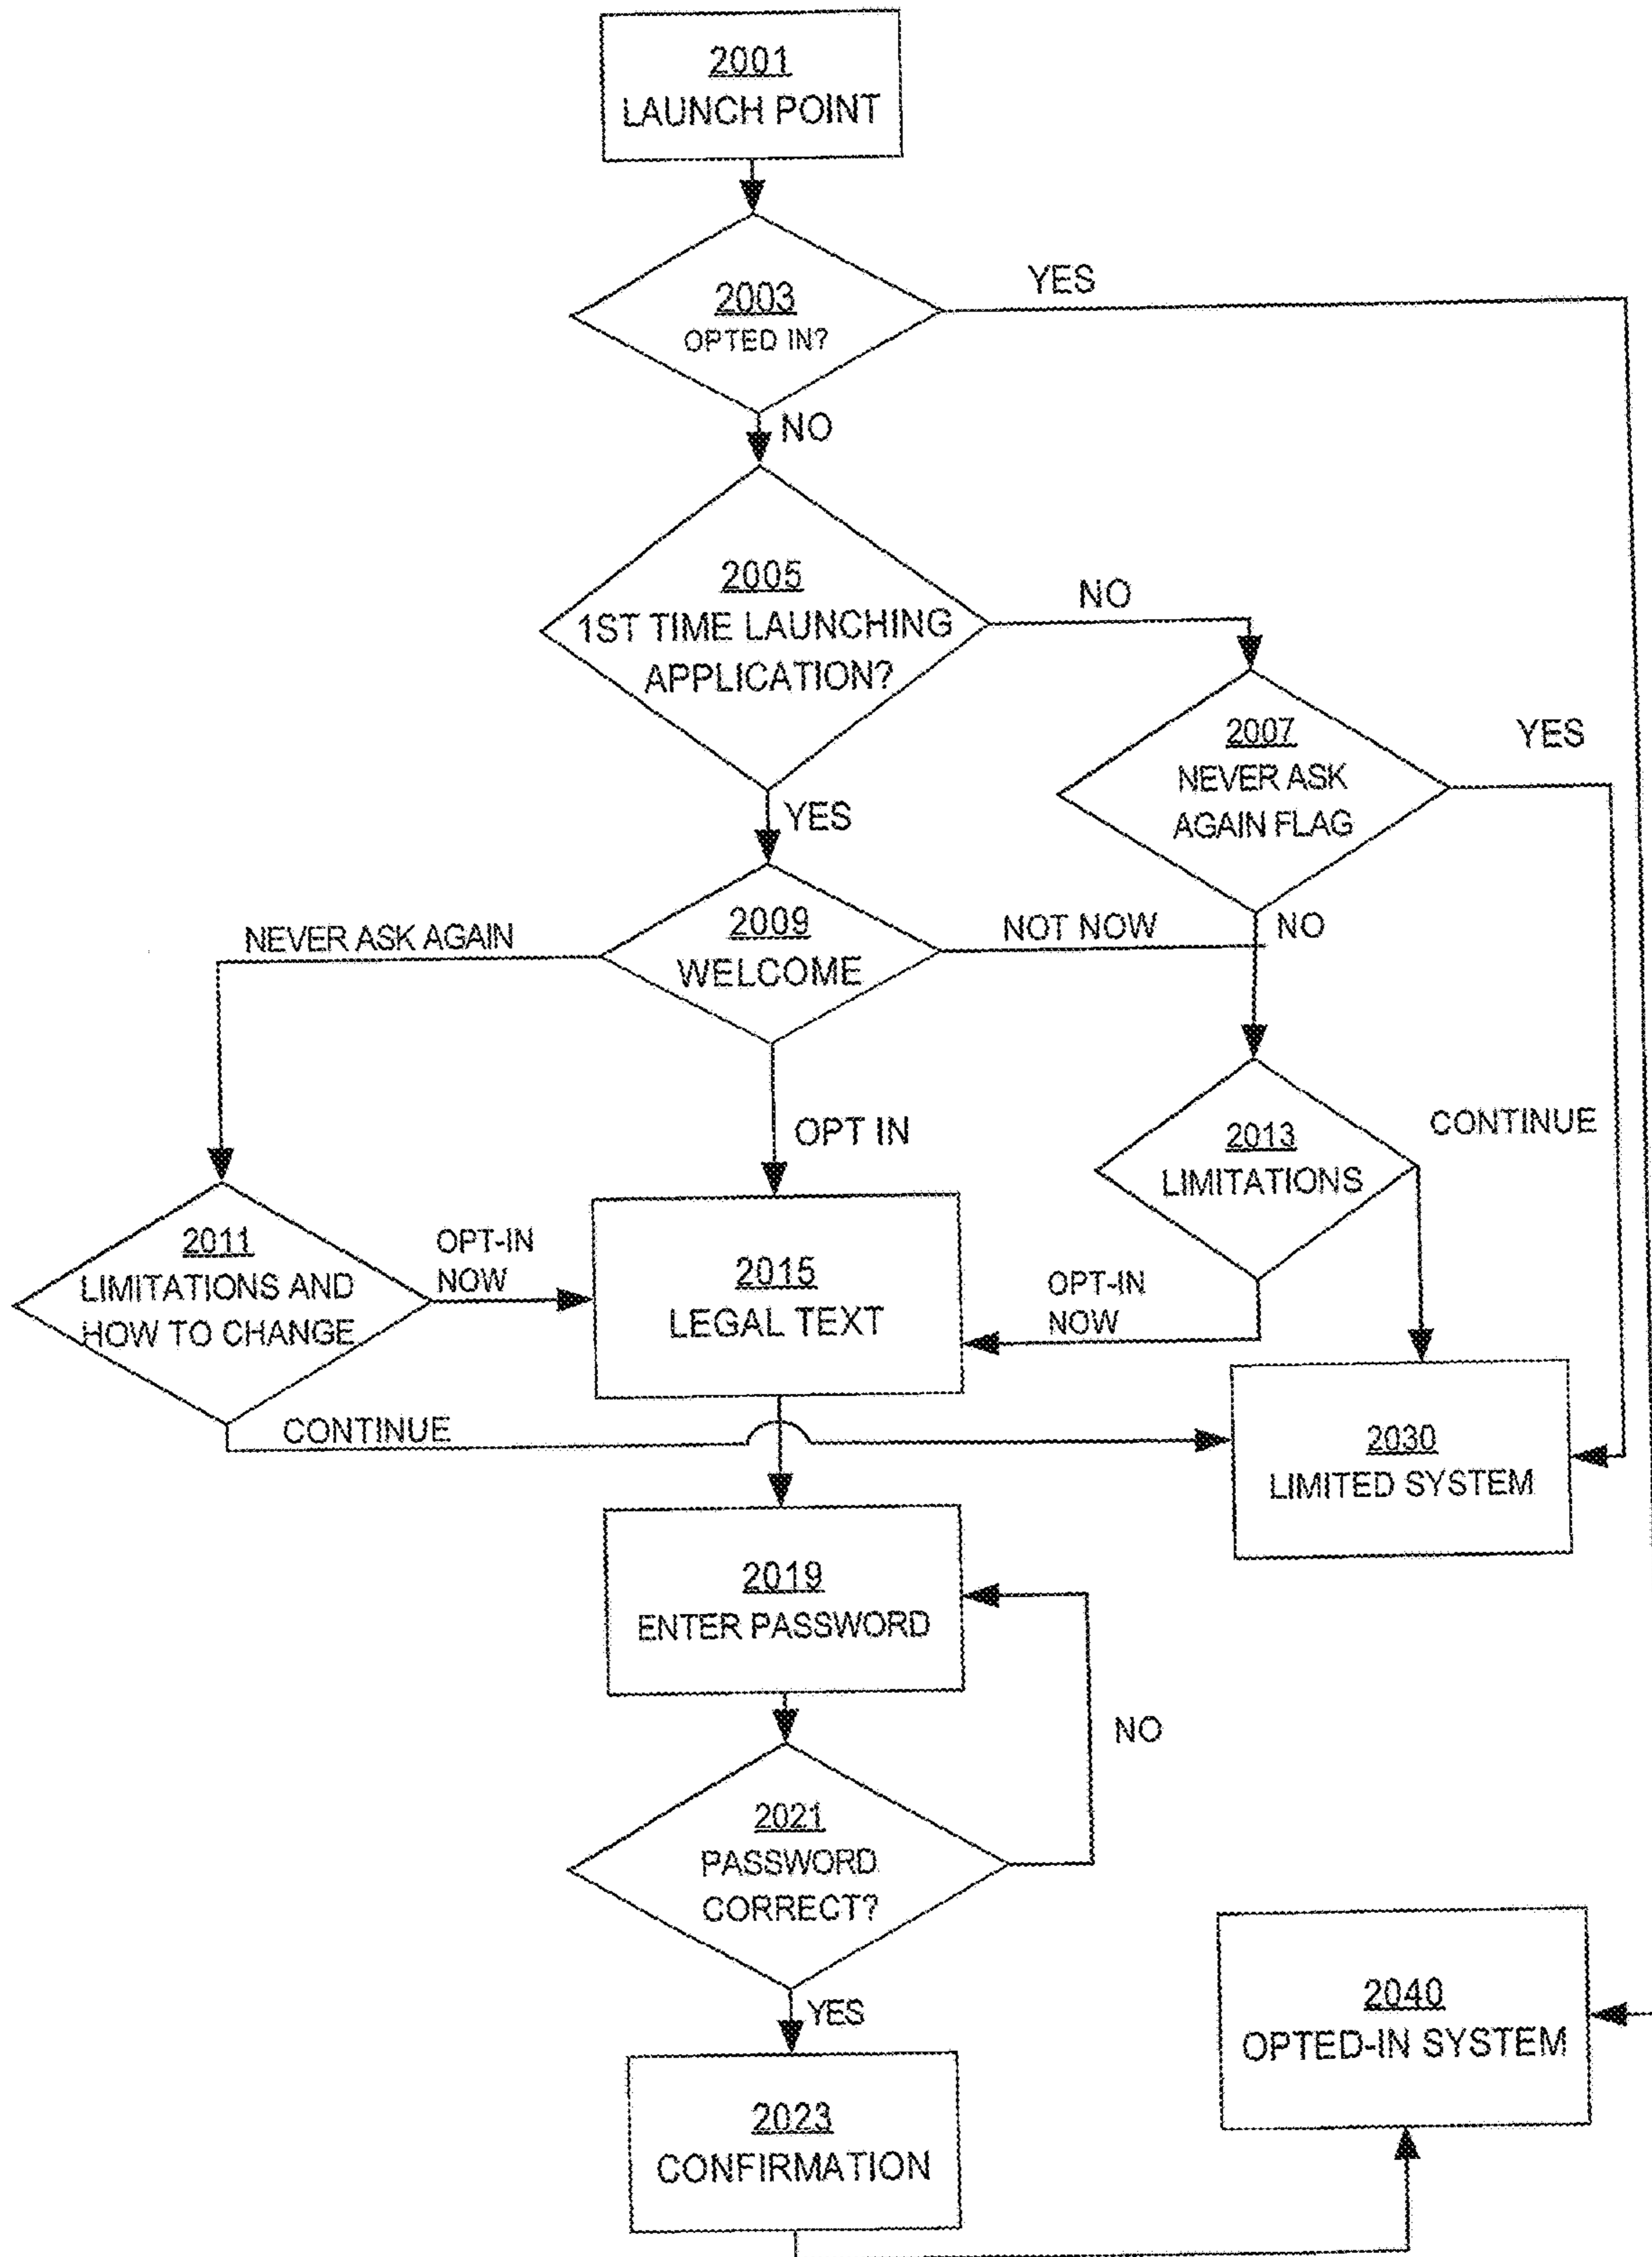 2001
LAUNCH POINT
2003
OPTED IN?
YES
NO
2005
1ST TIME LAUNCHING
APPLICATION?
NO
2007
NEVER ASK
AGAIN FLAG
YES
YES
NO
2009
WELCOME
NEVER ASK AGAIN
NOT NOW
OPT IN
2013
LIMITATIONS
CONTINUE
2011
LIMITATIONS AND
HOW TO CHANGE
OPT-IN
NOW
2015
LEGAL TEXT
OPT-IN
NOW
CONTINUE
2030
LIMITED SYSTEM
2019
ENTER PASSWORD
NO
2021
PASSWORD
CORRECT?
YES
2040
OPTED-IN SYSTEM
2023
CONFIRMATION